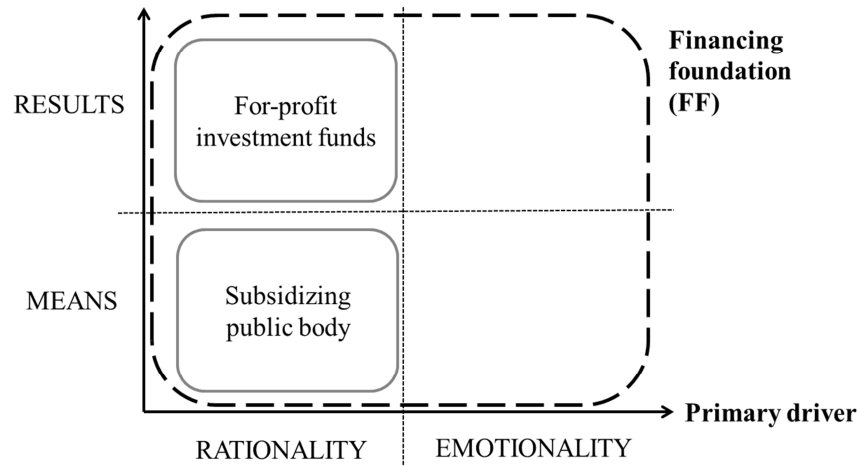 Financing
foundation
(FF)
RESULTS
For-profit
investment funds
MEANS
Subsidizing
public body
Primary driver
RATIONALITY
EMOTIONALITY